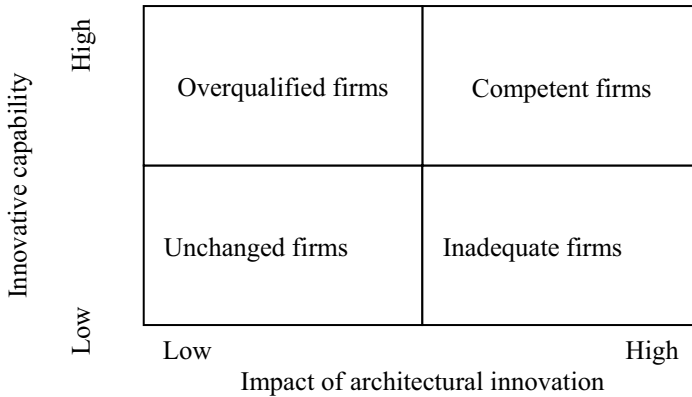 Innovative capability
High
Low
Overqualified firms
Competent firms
Unchanged firms
Inadequate firms
Low
High
Impact of architectural innovation